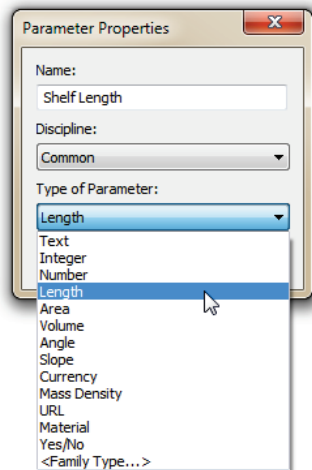 Parameter Properties
Name:
Shelf Length
Discipline:
Common
Type of Parameter:
Length
Text
Integer
Number
Length
Area
Volume
Angle
Slope
Currency
Mass Density
URL
Material
Yes/No
<Family Type...>